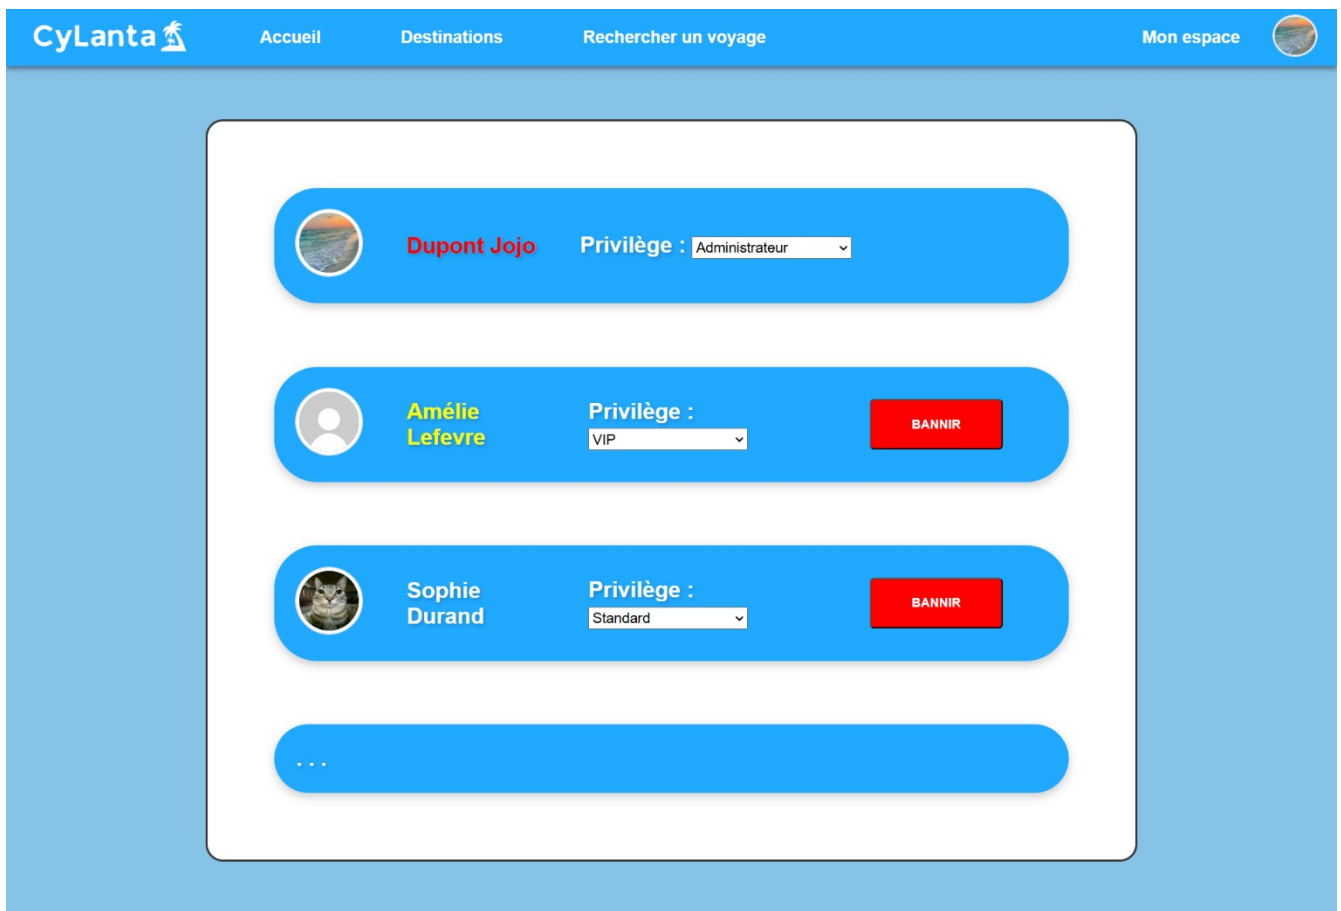 CyLanta
Accueil
Destinations
Rechercher un voyage
Mon espace
Dupont Jojo
Privilège :
Administrateur
Amélie
Lefevre
Privilège :
VIP
BANNIR
Sophie
Durand
Privilège :
Standard
BANNIR
. . .